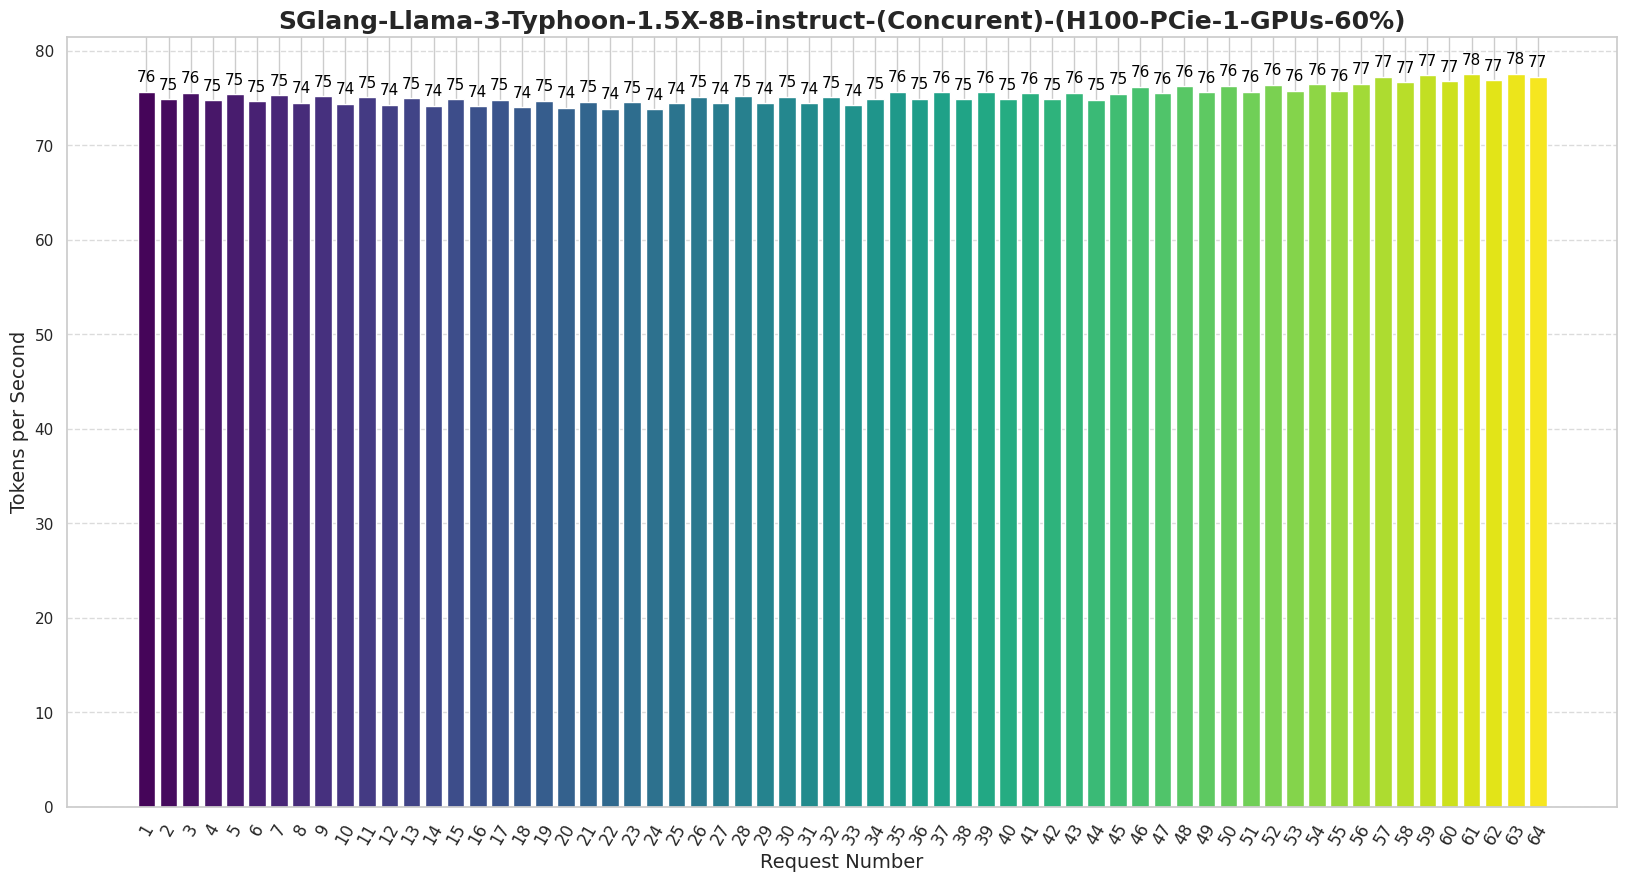 SGlang-Llama-3-Typhoon-1.5X-8B-instruct-(Concurent)-(H100-PCie-1-GPUs-60%)
Tokens per Second
80
70
60
50
40
30
20
10
0
76 75 76 75 75 75 75 74 75 74 75 74 75 74 75 74 75 74 75 74 75 74 75 74 74 75 74 75 74 75 74 75 74 75 76 75 76 75 76 75 76 75 76 75 75 76 76 76 76 76 76 76 76 76 76 77 77 77 77 77 78 77 78 77
1 2 3 4 5 6 7 8 9 10 11 12 13 14 15 16 17 18 19 20 21 22 23 24 25 26 27 28 29 30 31 32 33 34 35 36 37 38 39 40 41 42 43 44 45 46 47 48 49 50 51 52 53 54 55 56 57 58 59 60 61 62 63 64
Request Number